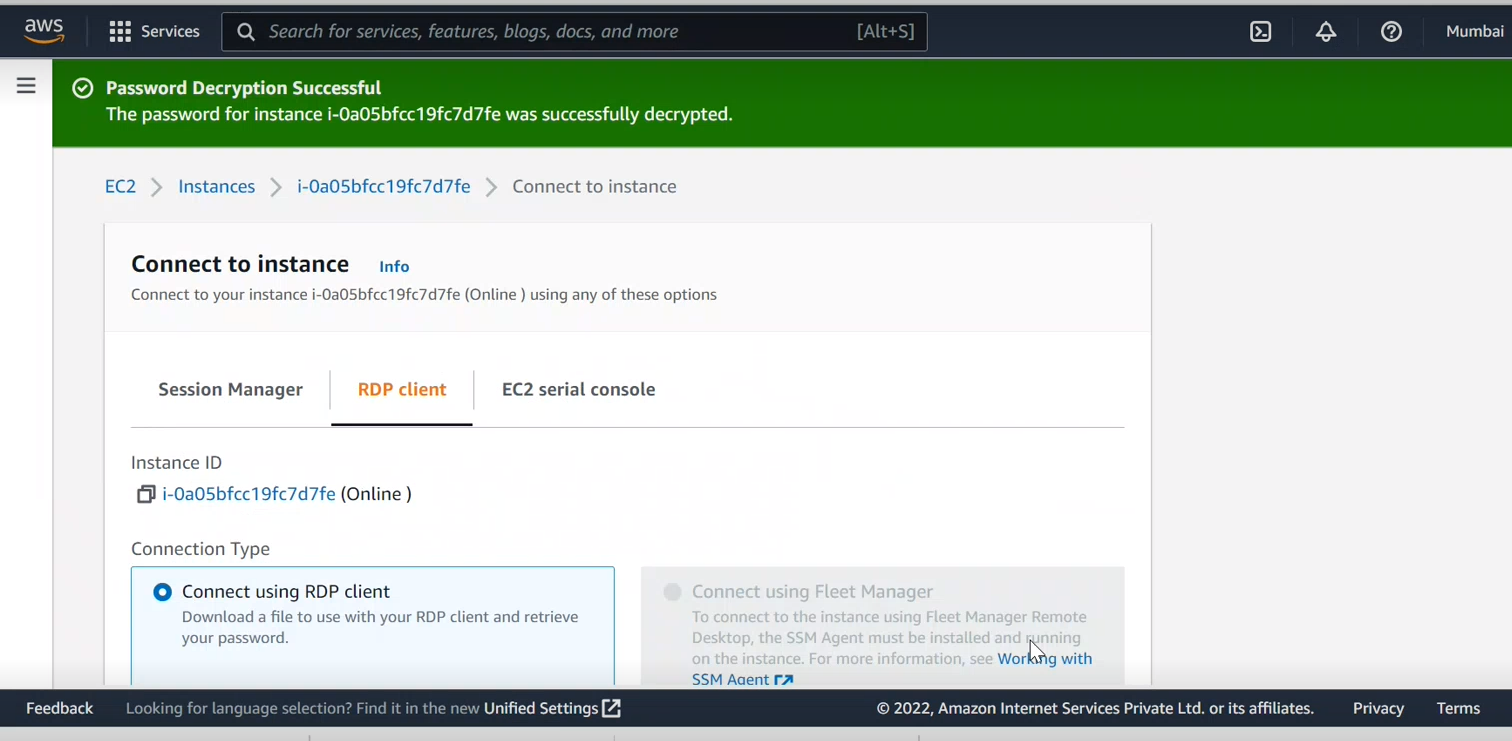 aws Services Search for services, features, blogs, docs, and more [Alt+S] Mumbai
Password Decryption Successful
The password for instance i-0a05bfcc19fc7d7fe was successfully decrypted.
EC2 Instances i-0a05bfcc19fc7d7fe Connect to instance
Connect to instance Info
Connect to your instance i-0a05bfcc19fc7d7fe (Online ) using any of these options
Session Manager RDP client EC2 serial console
Instance ID
i-0a05bfcc19fc7d7fe (Online )
Connection Type
Connect using RDP client
Download a file to use with your RDP client and retrieve
your password.
Connect using Fleet Manager
To connect to the instance using Fleet Manager Remote
Desktop, the SSM Agent must be installed and running
on the instance. For more information, see Working with
SSM Agent
Feedback Looking for language selection? Find it in the new Unified Settings © 2022, Amazon Internet Services Private Ltd. or its affiliates. Privacy Terms